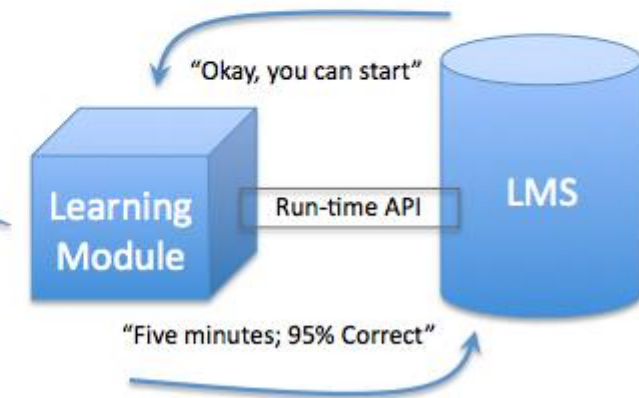 “Okay, you can start”
Learning
Module
Run-time API
LMS
“Five minutes; 95% Correct”